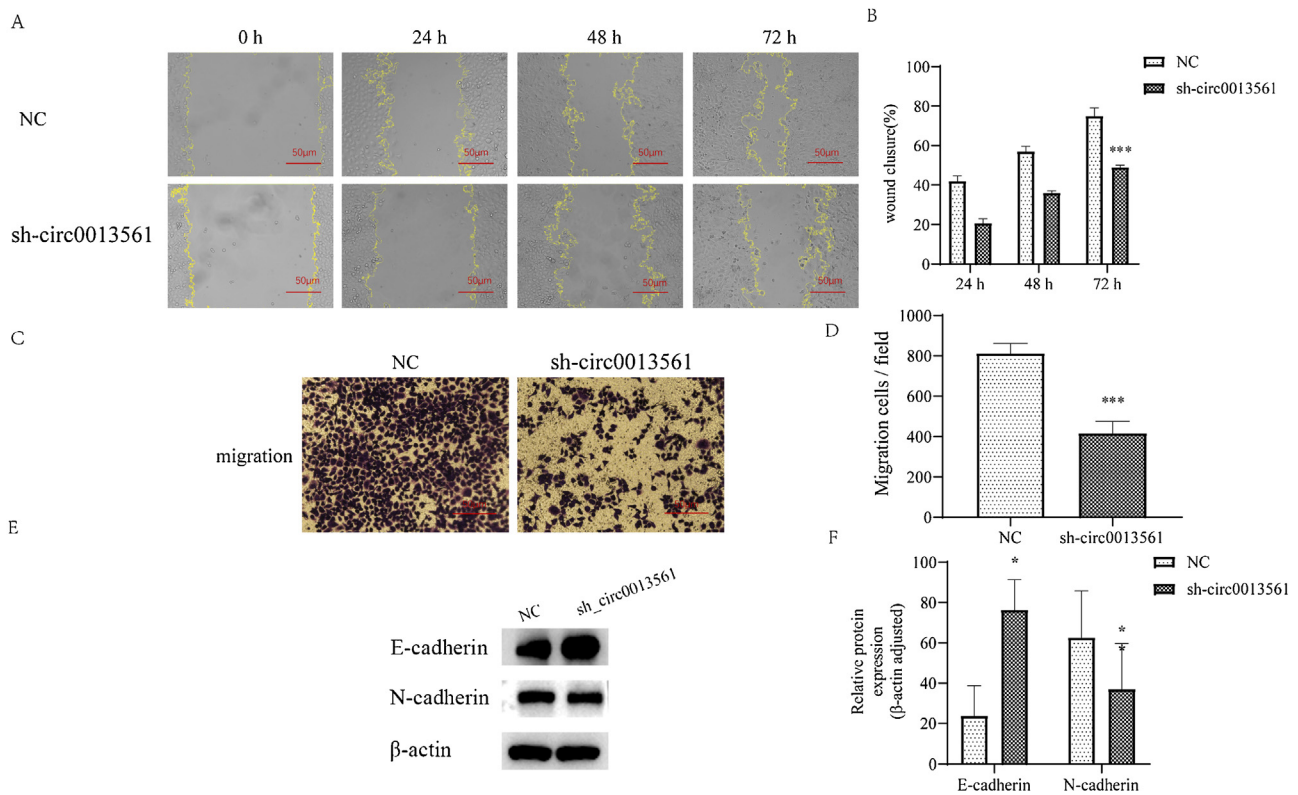 A
0 h
24 h
48 h
72 h
NC
50μm
50μm
50μm
50μm
sh-circ0013561
50μm
50μm
50μm
50μm
B
NC
sh-circ0013561
wound clusurc(%)
100
80
60
40
20
0
***
24 h
48 h
72 h
C
NC
sh-circ0013561
migration
D
Migration cells / field
1000
800
600
400
200
0
***
NC
sh-circ0013561
E
NC
sh_circ0013561
E-cadherin
N-cadherin
β-actin
F
NC
sh-circ0013561
Relative protcin
expression
(β-actin adjusted)
100
80
60
40
20
0
*
*
*
E-cadherin
N-cadherin